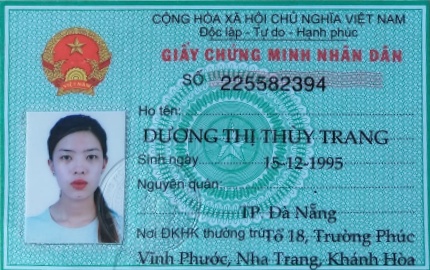 CỘNG HÒA XÃ HỘI CHỦ NGHĨA VIỆT NAM
Độc lập - Tự do - Hạnh phúc
GIẤY CHỨNG MINH NHÂN DÂN
SỐ 225582394
Họ tên:
DƯƠNG THỊ THÙY TRANG
Sinh ngày 15-12-1995
Nguyên quán:
TP. Đà Nẵng
Nơi ĐKHK thường trú: Tổ 18, Trường Phúc
Vĩnh Phước, Nha Trang, Khánh Hòa
VIỆT NAM